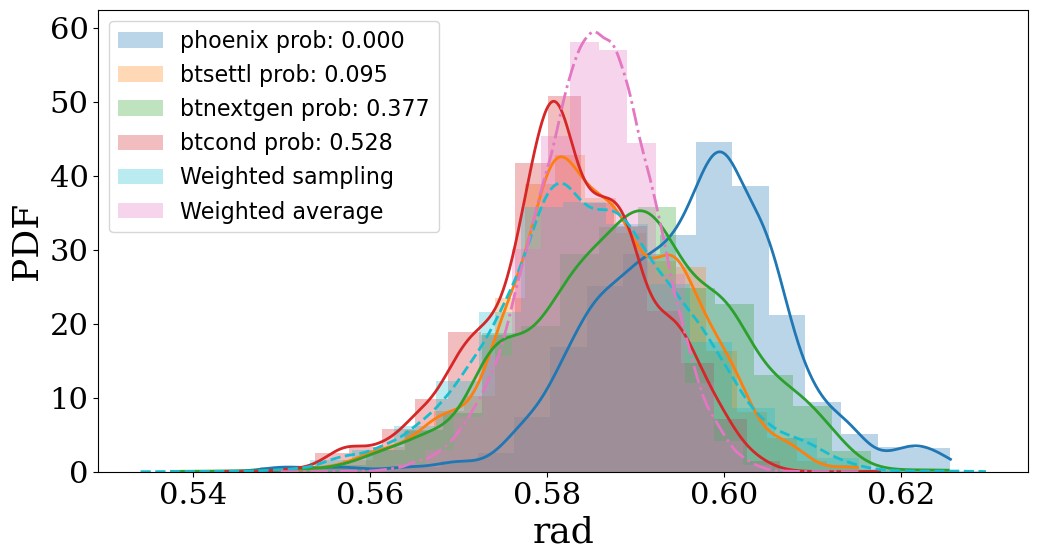 60
50
40
30
20
10
0
PDF
phoenix prob: 0.000
btsettl prob: 0.095
btnextgen prob: 0.377
btcond prob: 0.528
Weighted sampling
Weighted average
0.54 0.56 0.58 0.60 0.62
rad